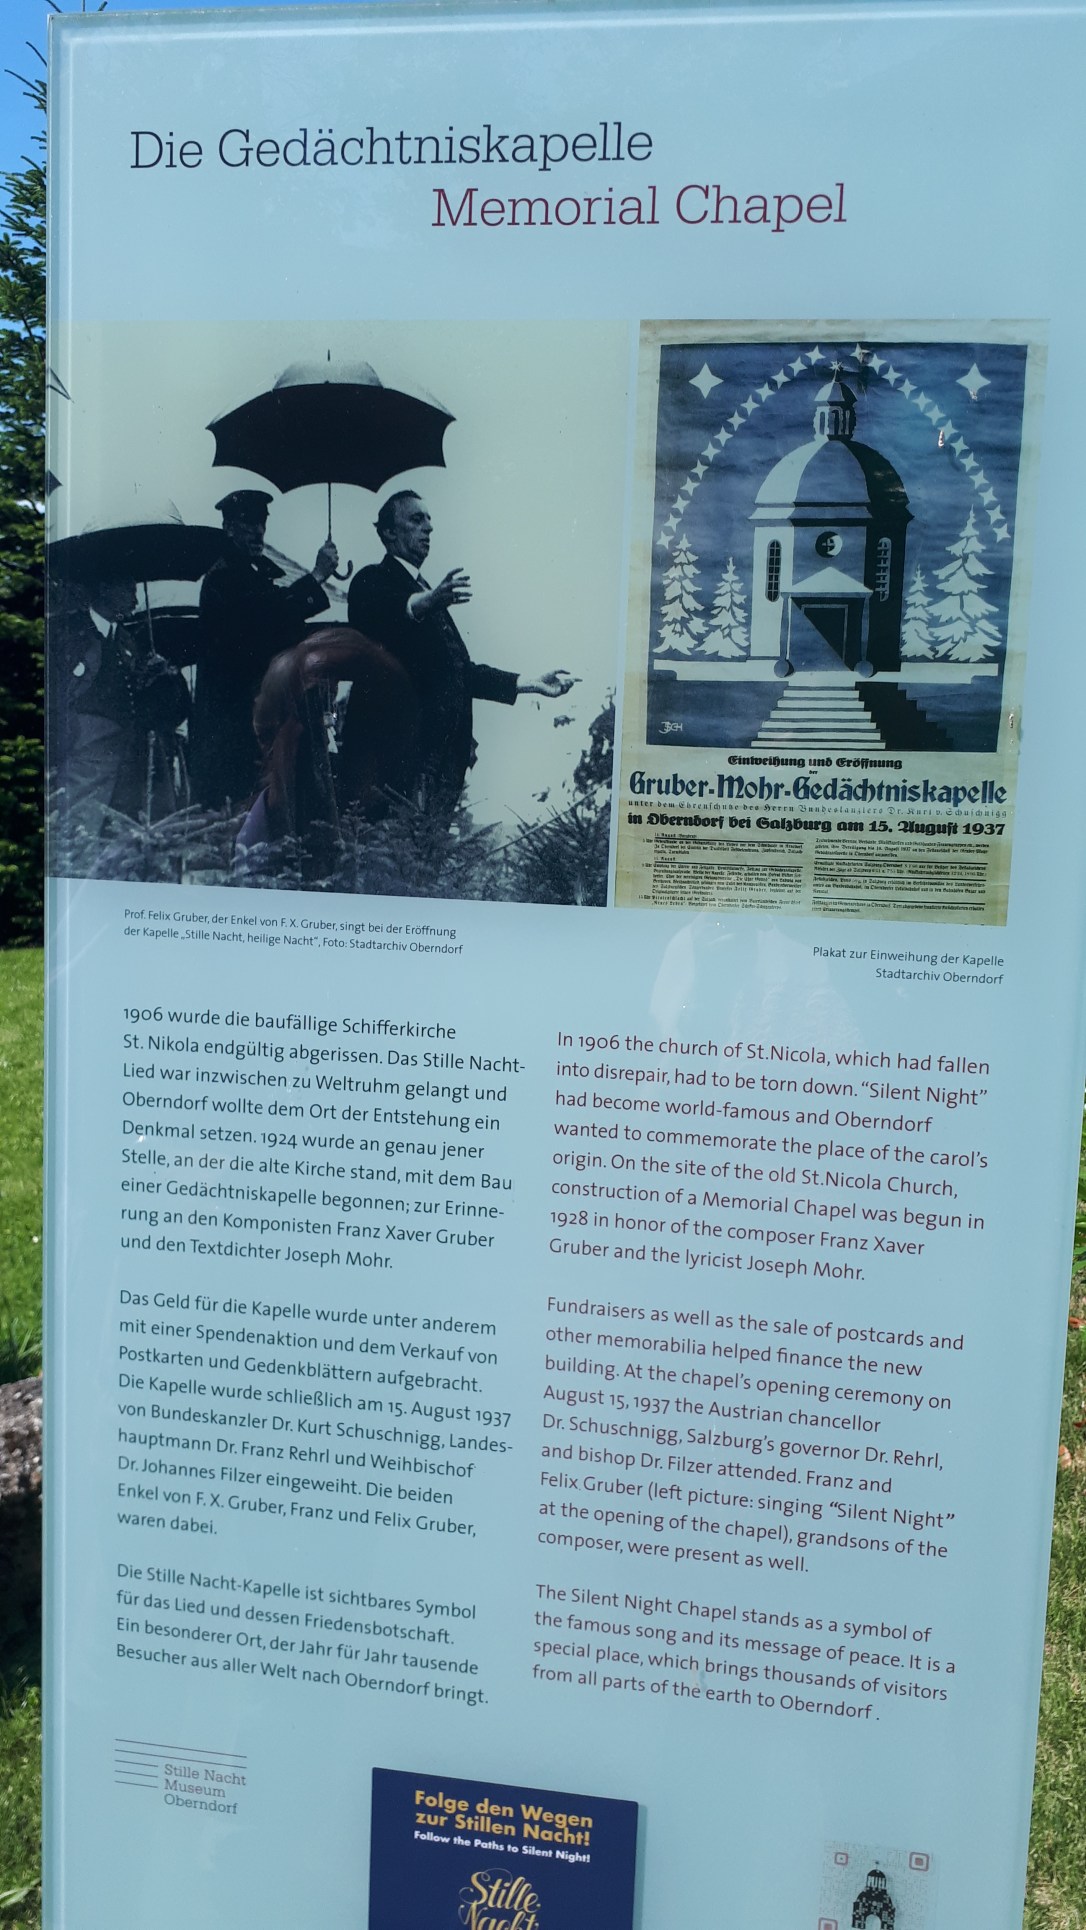 Die Gedächtniskapelle
Memorial Chapel
JSCH
Einweihung und Eröffnung
der
Gruber-Mohr-Gedächtniskapelle
unter dem Ehrenschutze des Herrn Bundeskanzlers Dr. Kurt v. Schuschnigg
in Oberndorf bei Salzburg am 15. August 1937
Prof. Felix Gruber, der Enkel von F. X. Gruber, singt bei der Eröffnung
der Kapelle „Stille Nacht, heilige Nacht“, Foto: Stadtarchiv Oberndorf
Plakat zur Einweihung der Kapelle
Stadtarchiv Oberndorf
1906 wurde die baufällige Schifferkirche
St. Nikola endgültig abgerissen. Das Stille Nacht-
Lied war inzwischen zu Weltruhm gelangt und
Oberndorf wollte dem Ort der Entstehung ein
Denkmal setzen. 1924 wurde an genau jener
Stelle, an der die alte Kirche stand, mit dem Bau
einer Gedächtniskapelle begonnen; zur Erinne-
rung an den Komponisten Franz Xaver Gruber
und den Textdichter Joseph Mohr.
Das Geld für die Kapelle wurde unter anderem
mit einer Spendenaktion und dem Verkauf von
Postkarten und Gedenkblättern aufgebracht.
Die Kapelle wurde schließlich am 15. August 1937
von Bundeskanzler Dr. Kurt Schuschnigg, Landes-
hauptmann Dr. Franz Rehrl und Weihbischof
Dr. Johannes Filzer eingeweiht. Die beiden
Enkel von F. X. Gruber, Franz und Felix Gruber,
waren dabei.
Die Stille Nacht-Kapelle ist sichtbares Symbol
für das Lied und dessen Friedensbotschaft.
Ein besonderer Ort, der Jahr für Jahr tausende
Besucher aus aller Welt nach Oberndorf bringt.
In 1906 the church of St.Nicola, which had fallen
into disrepair, had to be torn down. “Silent Night”
had become world-famous and Oberndorf
wanted to commemorate the place of the carol’s
origin. On the site of the old St.Nicola Church,
construction of a Memorial Chapel was begun in
1928 in honor of the composer Franz Xaver
Gruber and the lyricist Joseph Mohr.
Fundraisers as well as the sale of postcards and
other memorabilia helped finance the new
building. At the chapel’s opening ceremony on
August 15, 1937 the Austrian chancellor
Dr. Schuschnigg, Salzburg’s governor Dr. Rehrl,
and bishop Dr. Filzer attended. Franz and
Felix Gruber (left picture: singing “Silent Night”
at the opening of the chapel), grandsons of the
composer, were present as well.
The Silent Night Chapel stands as a symbol of
the famous song and its message of peace. It is a
special place, which brings thousands of visitors
from all parts of the earth to Oberndorf .
Stille Nacht
Museum
Oberndorf
Folge den Wegen
zur Stillen Nacht!
Follow the Paths to Silent Night!
Stille
Nacht